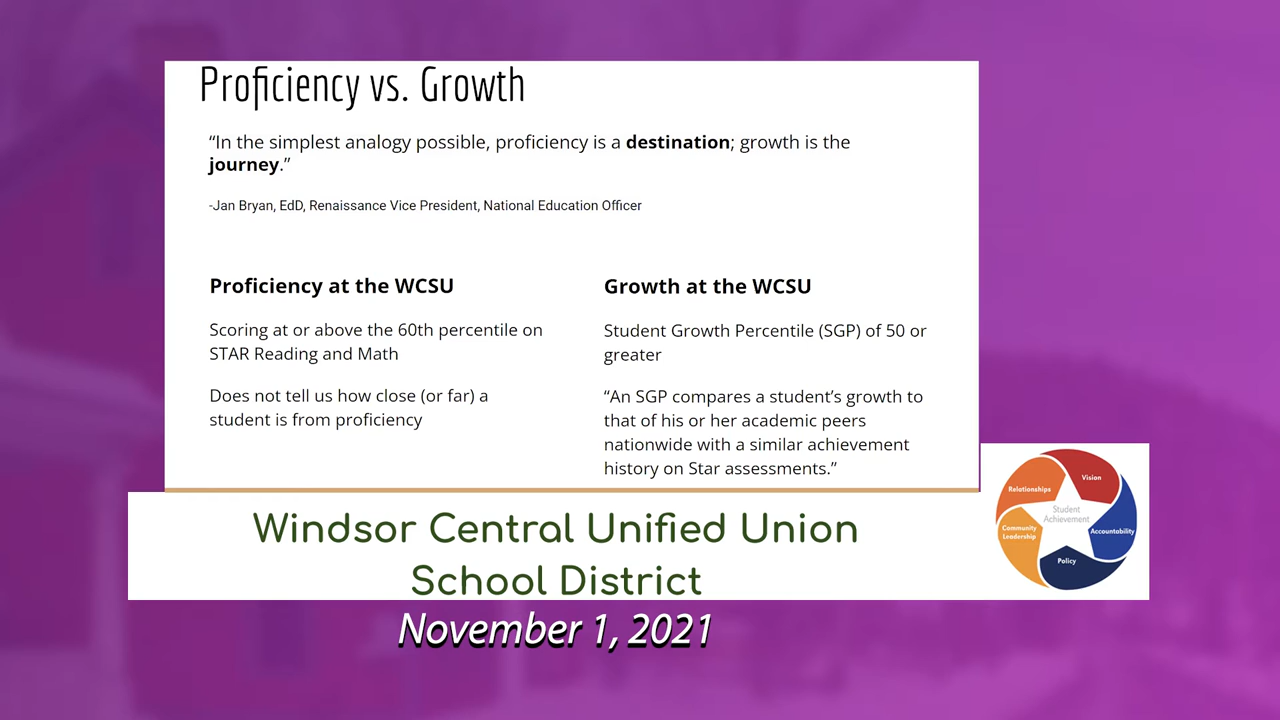 Proficiency vs. Growth
“In the simplest analogy possible, proficiency is a destination; growth is the
journey.”
-Jan Bryan, EdD, Renaissance Vice President, National Education Officer
Proficiency at the WCSU
Scoring at or above the 60th percentile on
STAR Reading and Math
Does not tell us how close (or far) a
student is from proficiency
Growth at the WCSU
Student Growth Percentile (SGP) of 50 or
greater
“An SGP compares a student’s growth to
that of his or her academic peers
nationwide with a similar achievement
history on Star assessments.”
Relationships
Vision
Student
Achievement
Community
Leadership
Accountability
Policy
Windsor Central Unified Union
School District
November 1, 2021